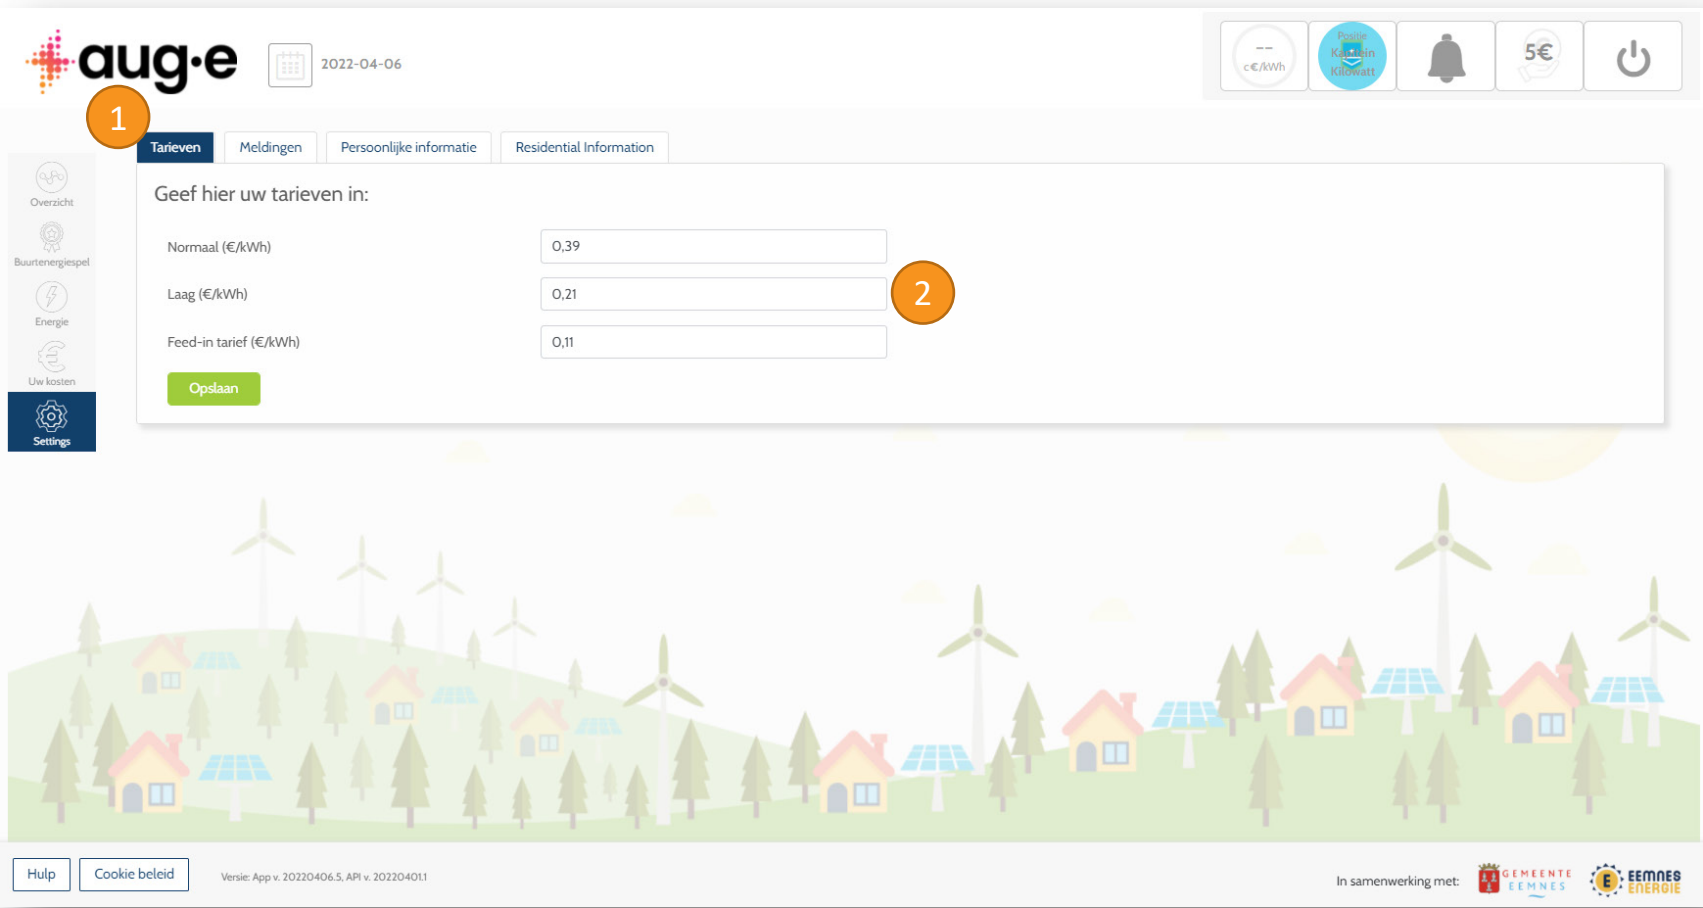 aug·e
2022-04-06
--
c€/kWh
Positie
Kapitein
Kilowatt
5€
1
Tarieven
Meldingen
Persoonlijke informatie
Residential Information
Overzicht
Buurtenergiespel
Energie
Uw kosten
Settings
Geef hier uw tarieven in:
Normaal (€/kWh)
0,39
Laag (€/kWh)
0,21
2
Feed-in tarief (€/kWh)
0,11
Opslaan
Hulp
Cookie beleid
Versie: App v. 20220406.5, API v. 20220401.1
In samenwerking met:
GEMEENTE
EEMNES
E
EEMNES
ENERGIE